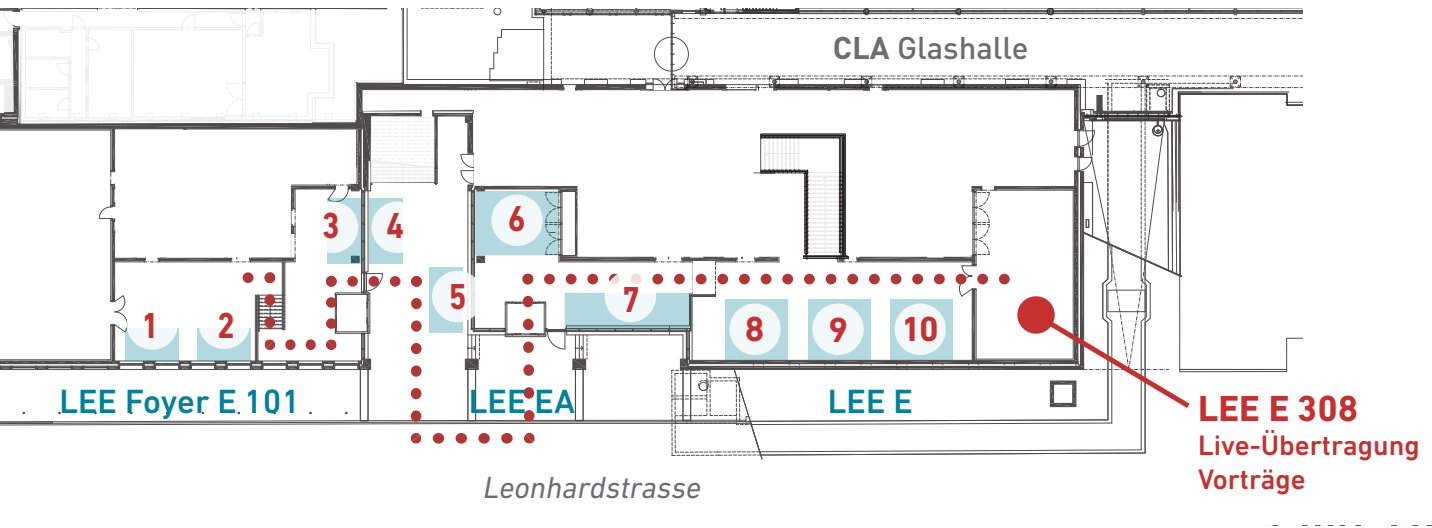 CLA Glashalle
3
4
6
5
7
1
2
8
9
10
LEE Foyer E 101
LEE EA
LEE E
LEE E 308
Live-Übertragung
Vorträge
Leonhardstrasse